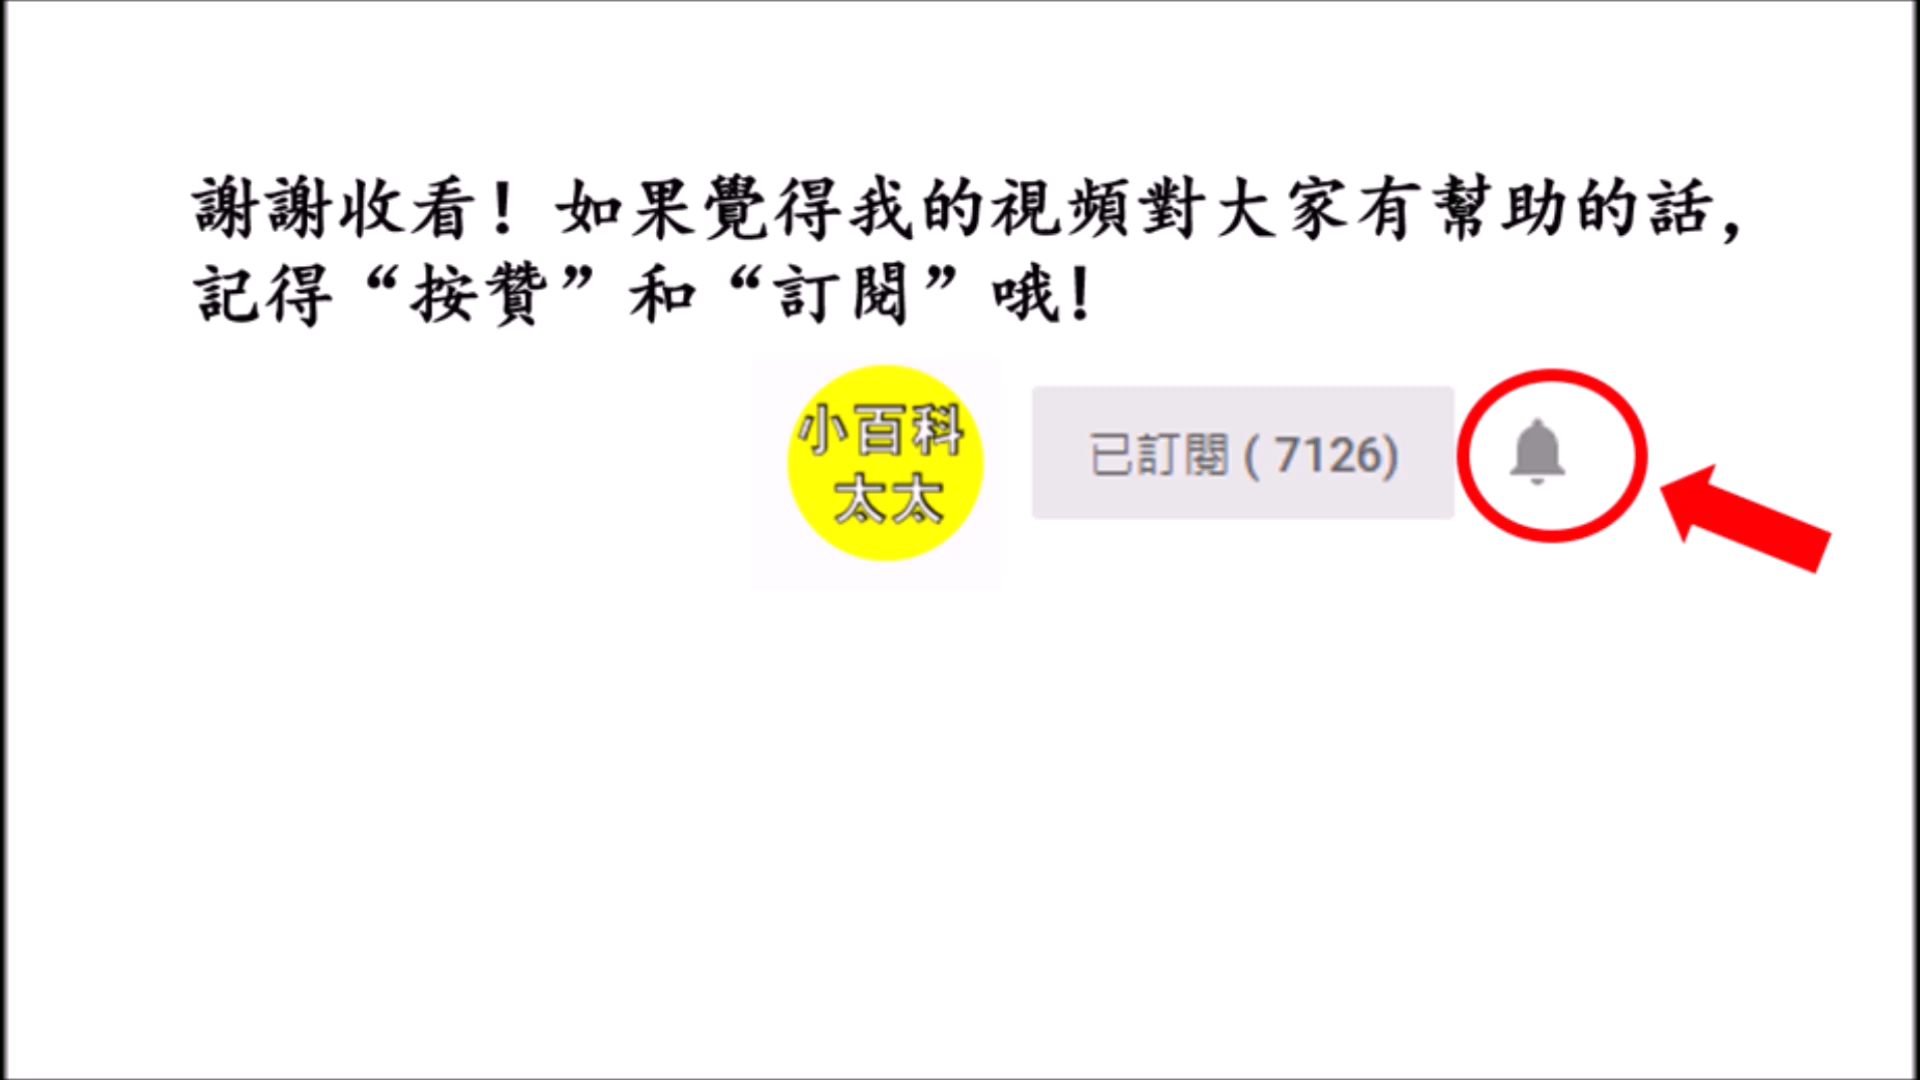 謝謝收看！如果覺得我的視頻對大家有幫助的話，
記得“按贊”和“訂閱”哦！
小百科
太太
已訂閱 ( 7126)